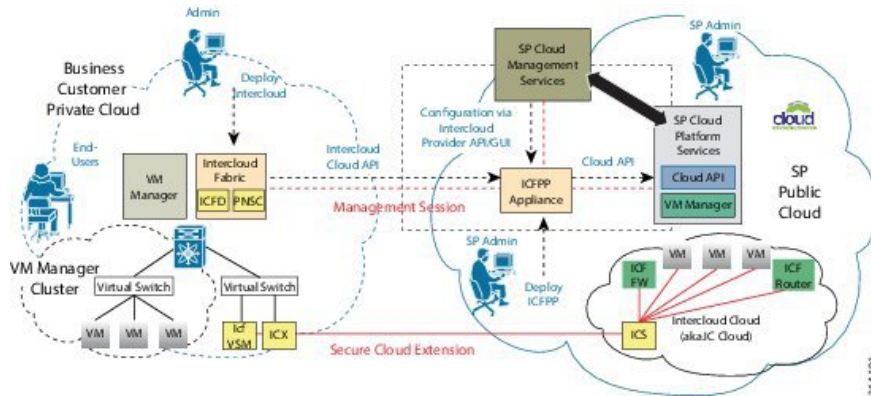 Admin
Business
Customer
Private Cloud
Deploy
Intercloud
End-
Users
VM
Manager
Intercloud
Fabric
ICFD
PNSC
Intercloud
Cloud API
Management Session
VM Manager
Cluster
Virtual Switch
Virtual Switch
VM
VM
VM
Icf
VSM
ICX
Secure Cloud Extension
SP Cloud
Management
Services
SP Admin
Configuration via
Intercloud
Provider API/GUI
Cloud API
ICFPP
Appliance
SP Cloud
Platform
Services
Cloud API
VM Manager
cloud
SP
Public
Cloud
SP Admin
Deploy
ICFPP
VM
VM
VM
ICF
FW
ICF
Router
ICS
Intercloud Cloud
(akaJC Cloud)